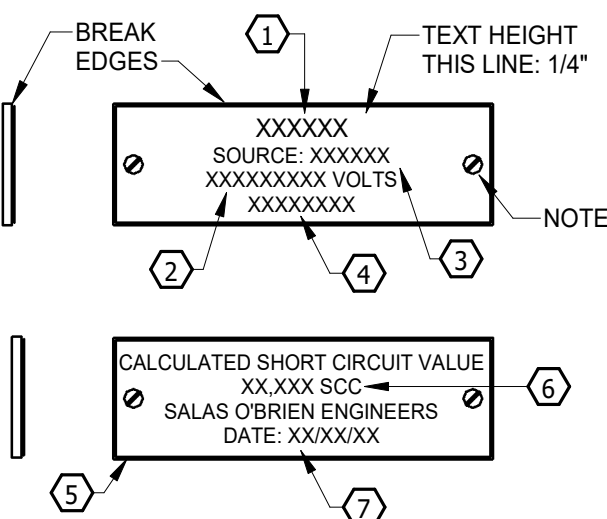 BREAK
EDGES
1
TEXT HEIGHT
THIS LINE: 1/4"
XXXXXX
SOURCE: XXXXXX
XXXXXXXXX VOLTS
XXXXXXXX
NOTE
2
4
3
CALCULATED SHORT CIRCUIT VALUE
XX,XXX SCC
6
SALAS O'BRIEN ENGINEERS
DATE: XX/XX/XX
5
7